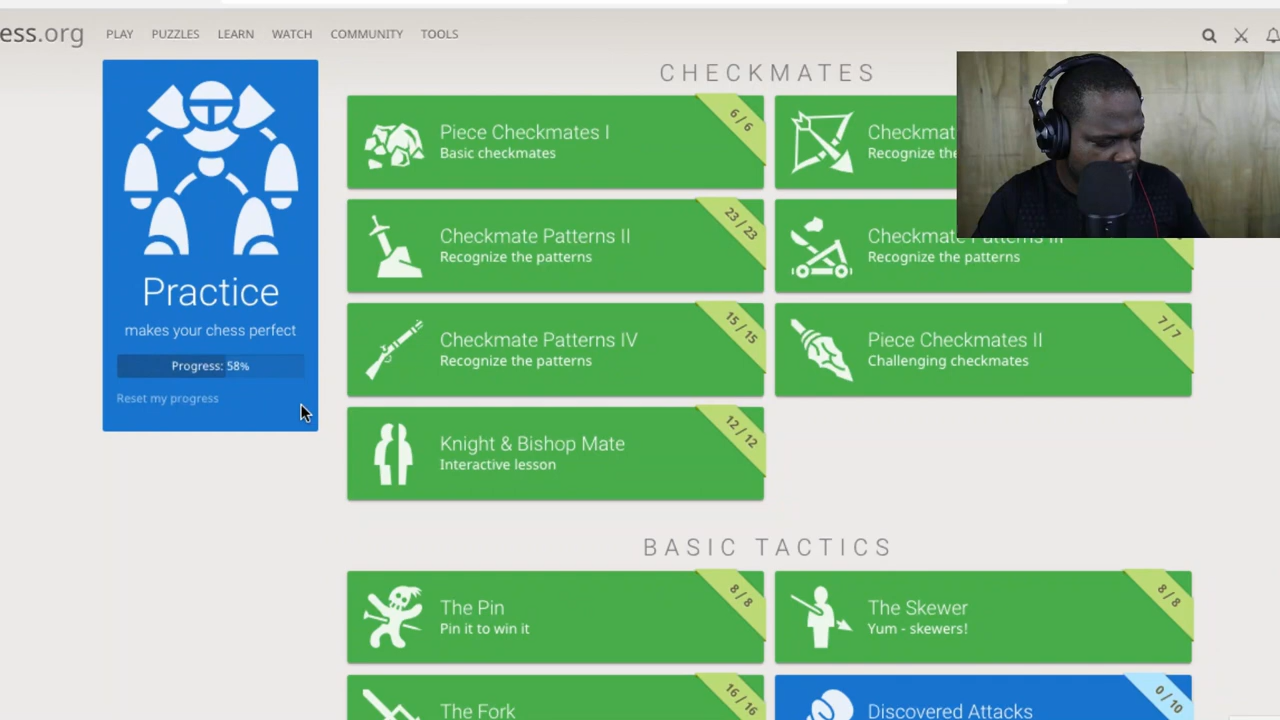 ess.org
PLAY PUZZLES LEARN WATCH COMMUNITY TOOLS
Practice
makes your chess perfect
Progress: 58%
Reset my progress
CHECKMATES
Piece Checkmates I
Basic checkmates
6/6
Checkmat
Recognize the
Checkmate Patterns II
Recognize the patterns
23/23
Checkmate Patterns III
Recognize the patterns
Checkmate Patterns IV
Recognize the patterns
15/15
Piece Checkmates II
Challenging checkmates
7/7
Knight & Bishop Mate
Interactive lesson
12/12
BASIC TACTICS
The Pin
Pin it to win it
8/8
The Skewer
Yum - skewers!
8/8
The Fork
16/16
Discovered Attacks
0/10